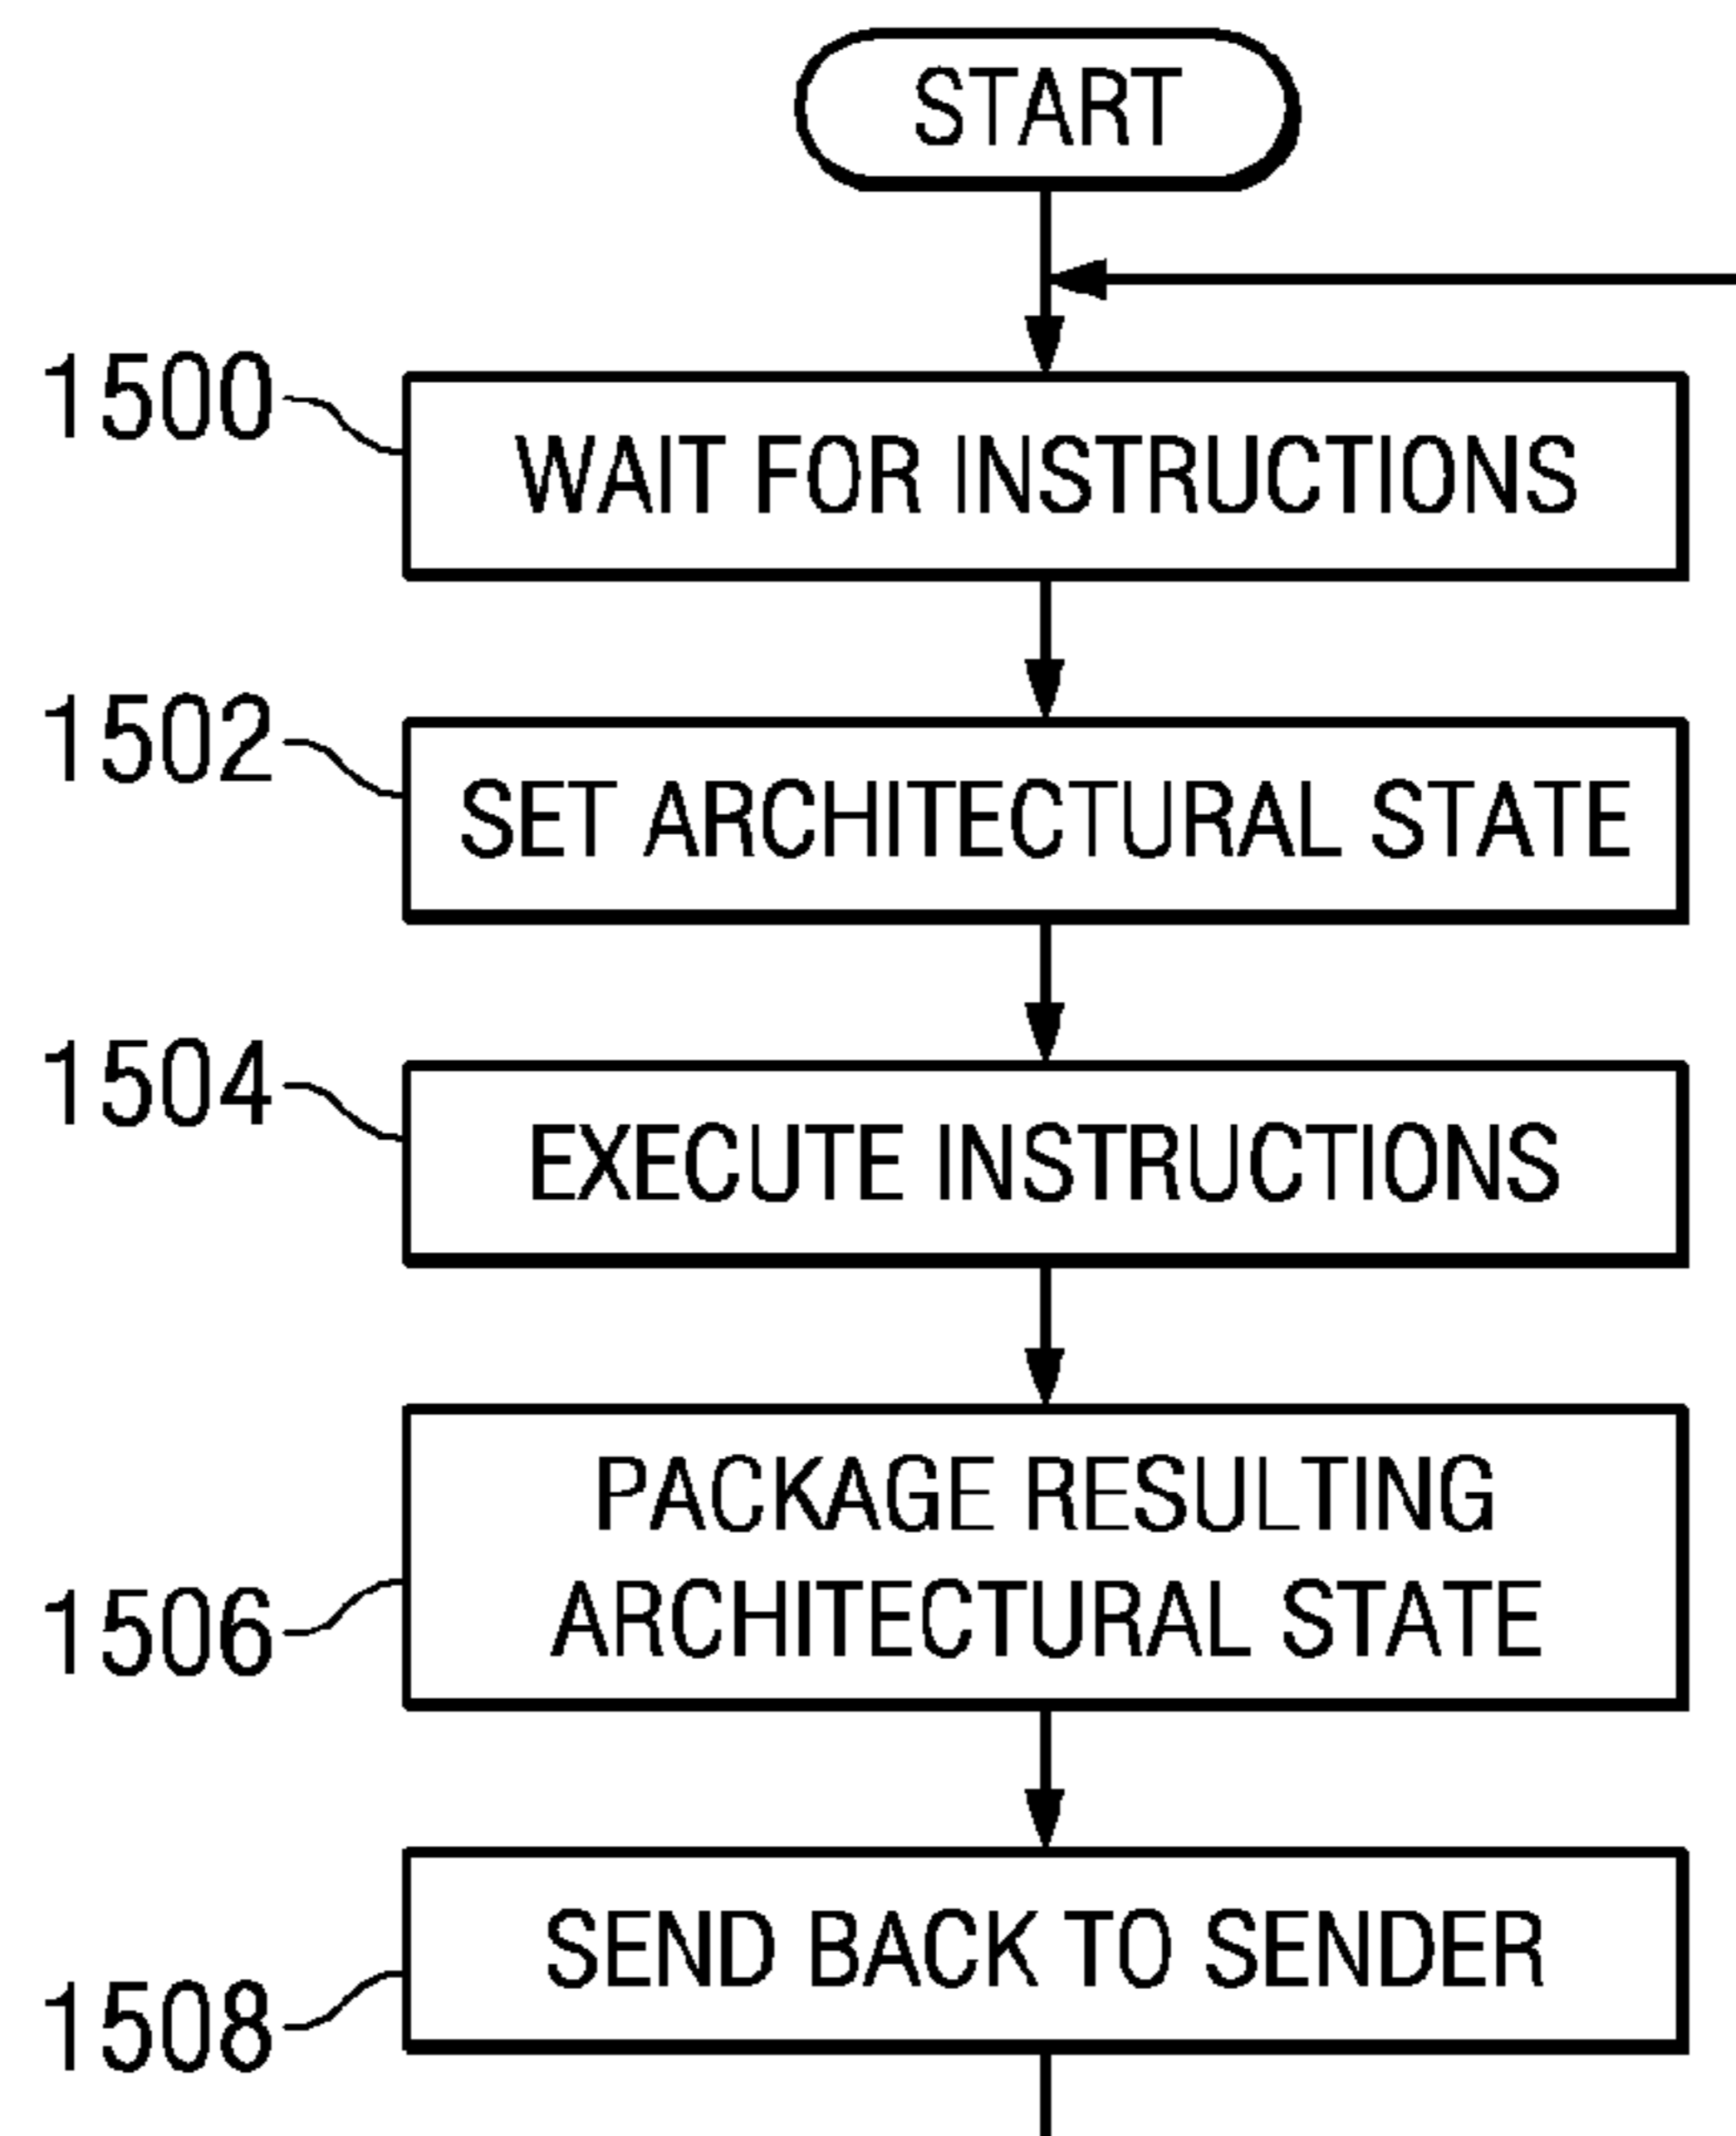 START
1500
WAIT FOR INSTRUCTIONS
1502
SET ARCHITECTURAL STATE
1504
EXECUTE INSTRUCTIONS
PACKAGE RESULTING
ARCHITECTURAL STATE
1506
SEND BACK TO SENDER
1508